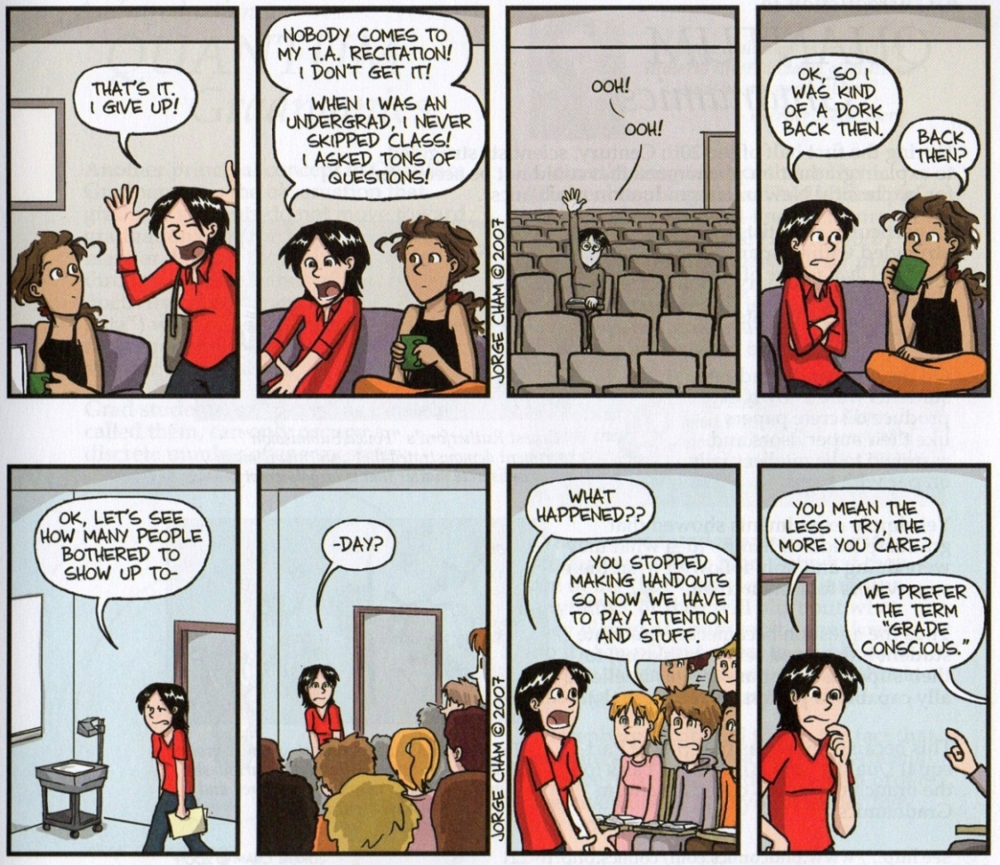 THAT'S IT.
I GIVE UP!
NOBODY COMES TO
MY T.A. RECITATION!
I DON'T GET IT!
WHEN I WAS AN
UNDERGRAD, I NEVER
SKIPPED CLASS!
I ASKED TONS OF
QUESTIONS!
JORGE CHAM © 2007
OOH!
OOH!
OK, SO I
WAS KIND
OF A DORK
BACK THEN.
BACK
THEN?
OK, LET'S SEE
HOW MANY PEOPLE
BOTHERED TO
SHOW UP TO-
-DAY?
JORGE CHAM © 2007
WHAT
HAPPENED??
YOU STOPPED
MAKING HANDOUTS
SO NOW WE HAVE
TO PAY ATTENTION
AND STUFF.
YOU MEAN THE
LESS I TRY, THE
MORE YOU CARE?
WE PREFER
THE TERM
"GRADE
CONSCIOUS."